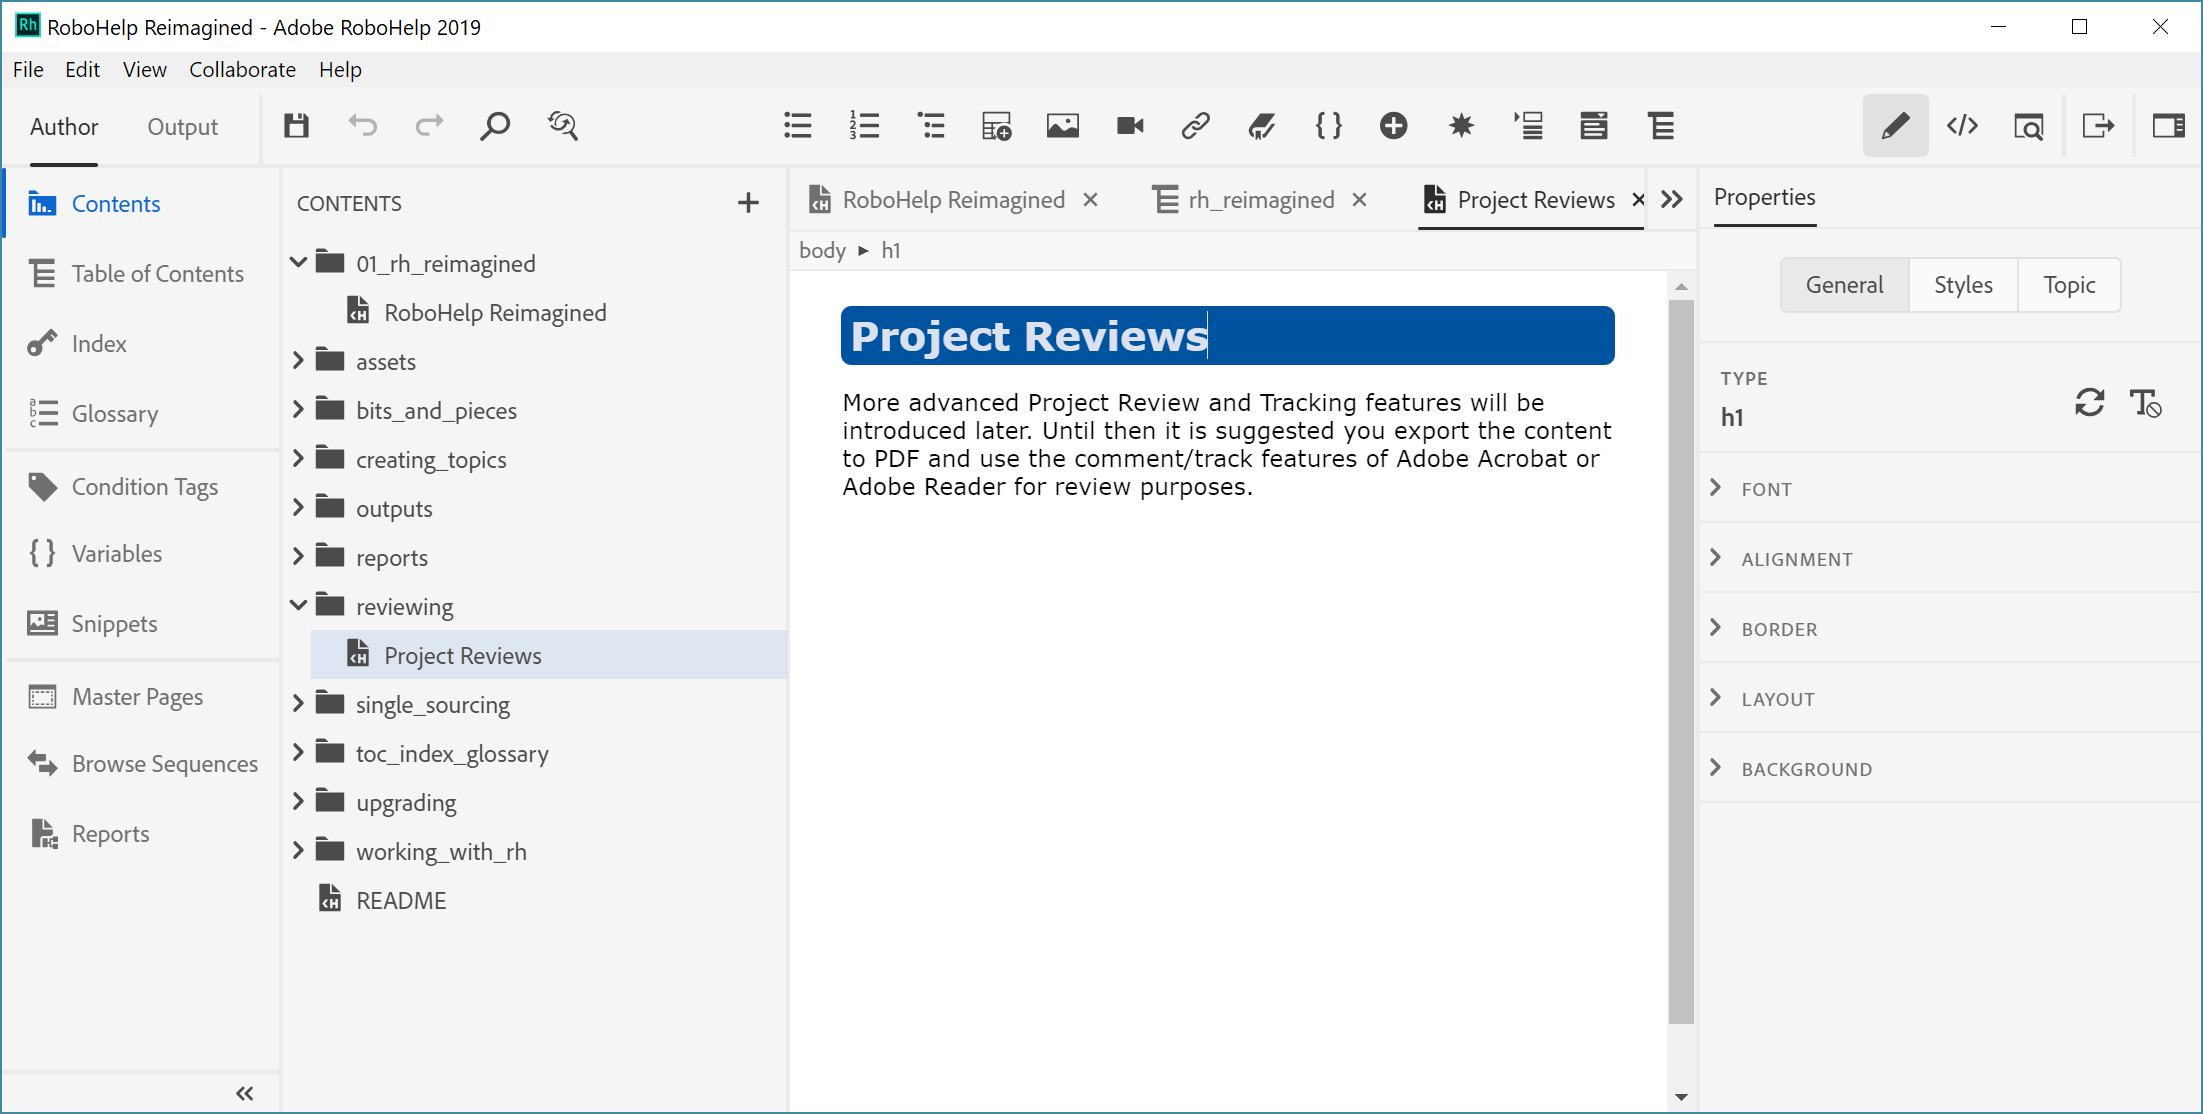 RoboHelp Reimagined - Adobe RoboHelp 2019
File Edit View Collaborate Help
Author Output
Contents
Table of Contents
Index
Glossary
Condition Tags
Variables
Snippets
Master Pages
Browse Sequences
Reports
CONTENTS
01_rh_reimagined
RoboHelp Reimagined
assets
bits_and_pieces
creating_topics
outputs
reports
reviewing
Project Reviews
single_sourcing
toc_index_glossary
upgrading
working_with_rh
README
RoboHelp Reimagined rh_reimagined Project Reviews
body ▸ h1
Project Reviews
More advanced Project Review and Tracking features will be
introduced later. Until then it is suggested you export the content
to PDF and use the comment/track features of Adobe Acrobat or
Adobe Reader for review purposes.
Properties
General Styles Topic
TYPE
h1
FONT
ALIGNMENT
BORDER
LAYOUT
BACKGROUND